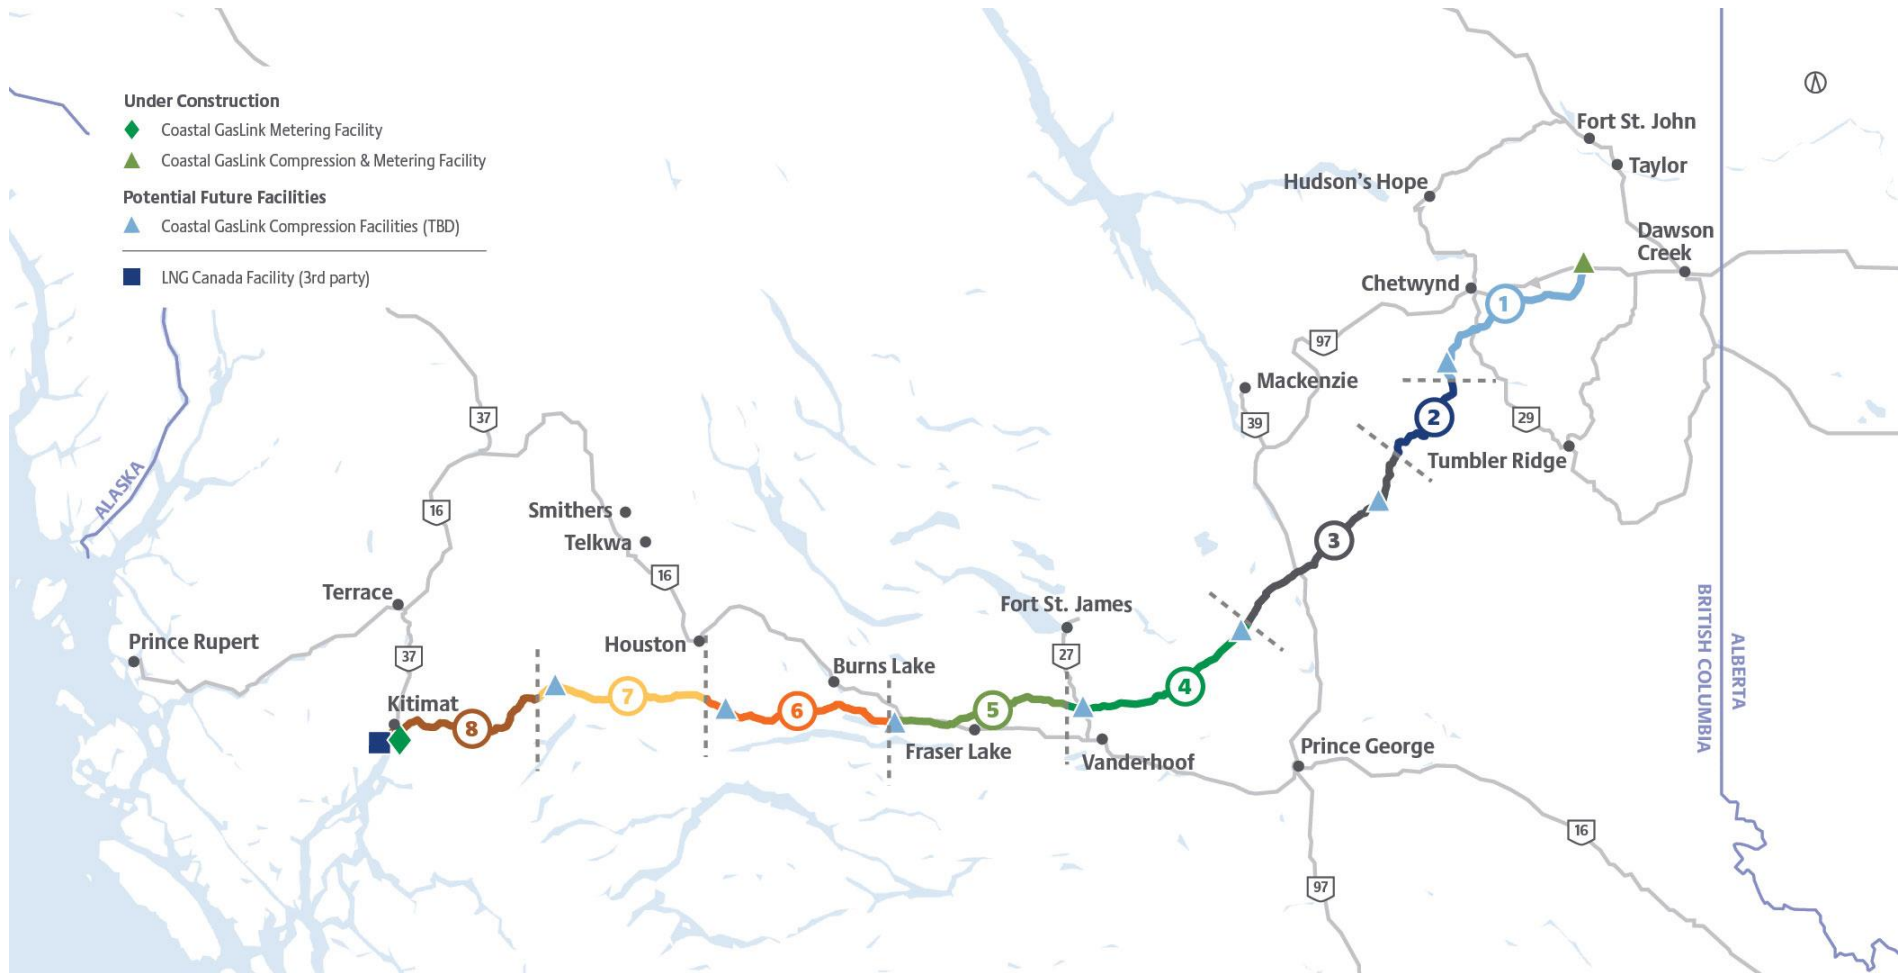 Under Construction
Coastal GasLink Metering Facility
Coastal GasLink Compression & Metering Facility
Potential Future Facilities
Coastal GasLink Compression Facilities (TBD)
LNG Canada Facility (3rd party)
Fort St. John
Taylor
Hudson's Hope
Dawson
Creek
Chetwynd
1
97
Mackenzie
39
2
29
37
Tumbler Ridge
ALASKA
16
Smithers
Telkwa
3
16
Terrace
Fort St. James
BRITISH COLUMBIA
ALBERTA
Prince Rupert
Houston
37
27
Burns Lake
4
Kitimat
7
6
5
8
Fraser Lake
Vanderhoof
Prince George
16
97